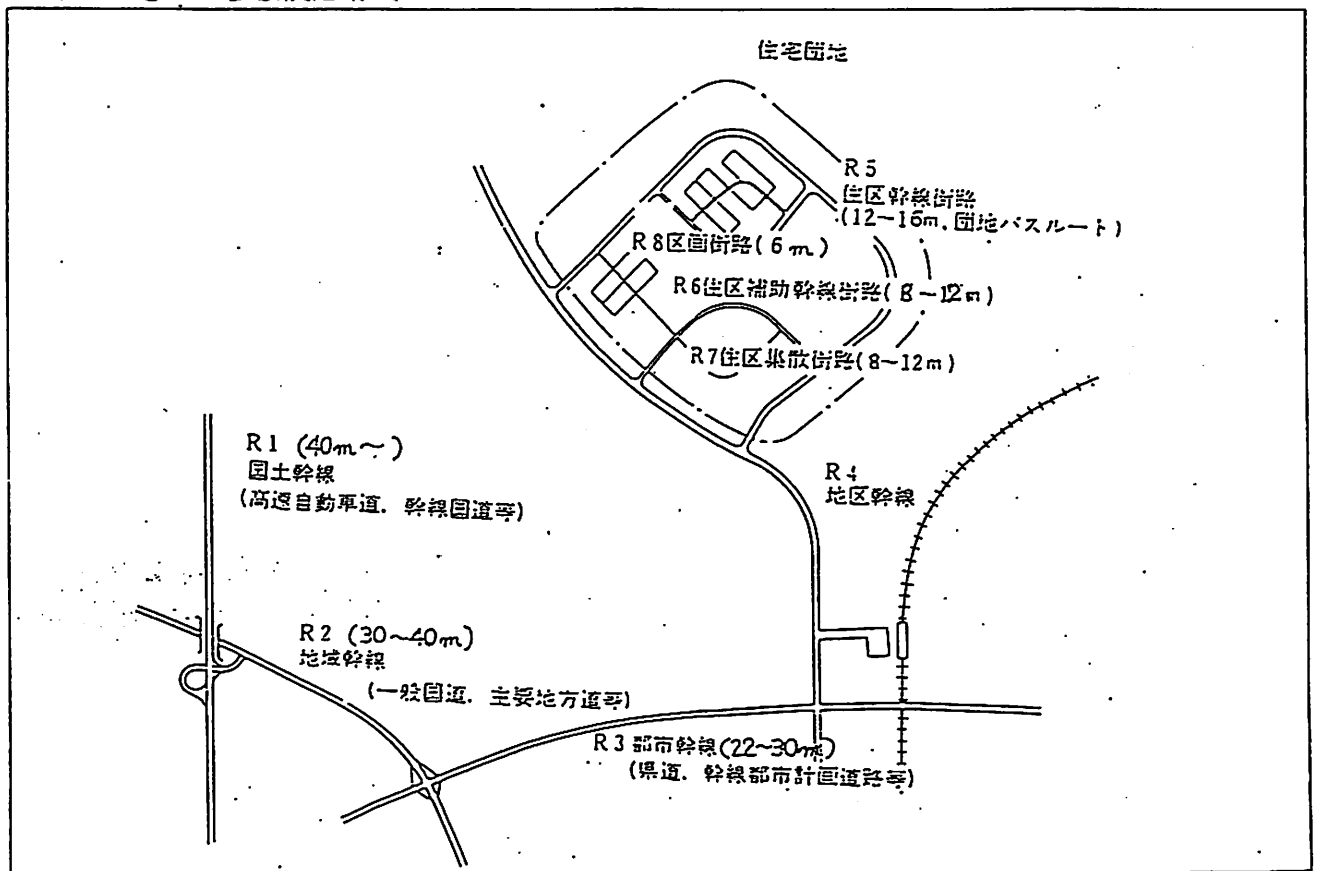 住宅団地
R5
住区幹線街路
(12~16m,団地バスルート)
R8区画街路(6m)
R6住区補助幹線街路(8~12m)
R7住区集散街路(8~12m)
R1 (40m~)
国土幹線
(高速自動車道、幹線国道等)
R4
地区幹線
R2 (30~40m)
地域幹線
(一般国道、主要地方道等)
R3 都市幹線(22~30m)
(県道、幹線都市計画道路等)